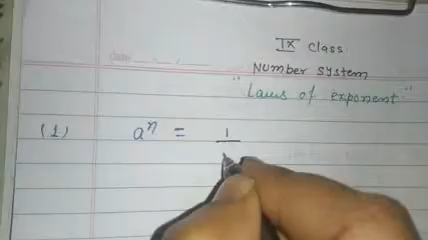 IX Class
Number System
"Laws of exponent"
(1) aⁿ = 1/